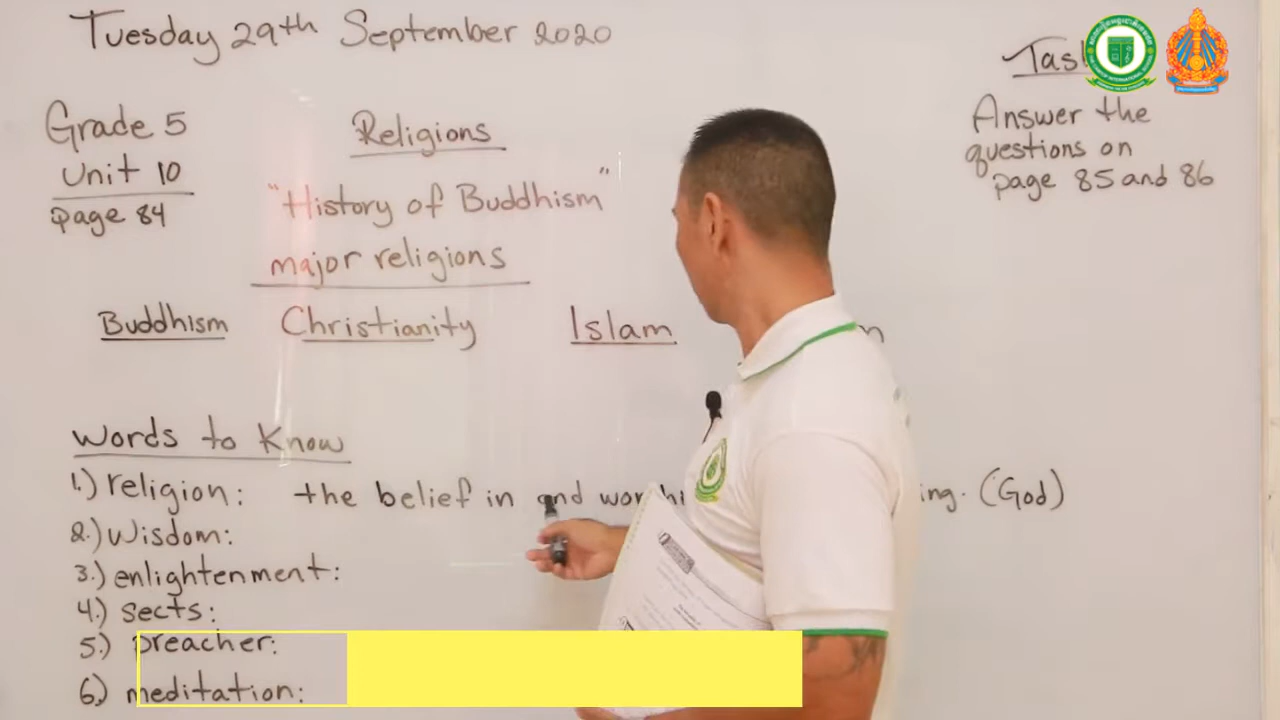 Tuesday 29th September 2020
Task
Answer the
questions on
page 85 and 86
Grade 5
Unit 10
page 84
Religions
"History of Buddhism"
major religions
Buddhism Christianity Islam
words to Know
1.) religion: the belief in and ing. (God)
2.) Wisdom:
3.) enlightenment:
4.) sects:
5.) preacher:
6.) meditation: